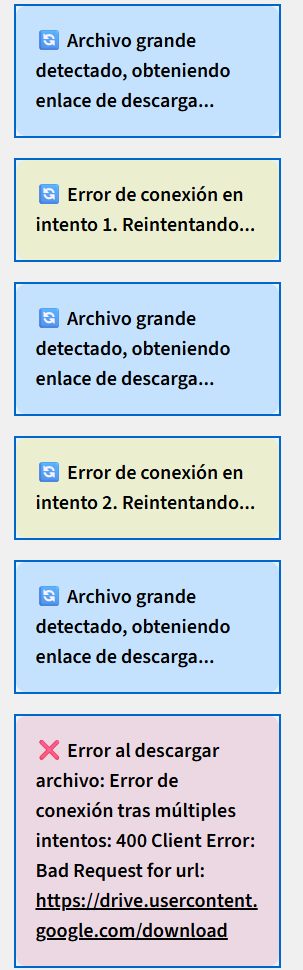 🔄 Archivo grande
detectado, obteniendo
enlace de descarga...
🔄 Error de conexión en
intento 1. Reintentando...
🔄 Archivo grande
detectado, obteniendo
enlace de descarga...
🔄 Error de conexión en
intento 2. Reintentando...
🔄 Archivo grande
detectado, obteniendo
enlace de descarga...
❌ Error al descargar
archivo: Error de
conexión tras múltiples
intentos: 400 Client Error:
Bad Request for url:
https://drive.usercontent.
google.com/download